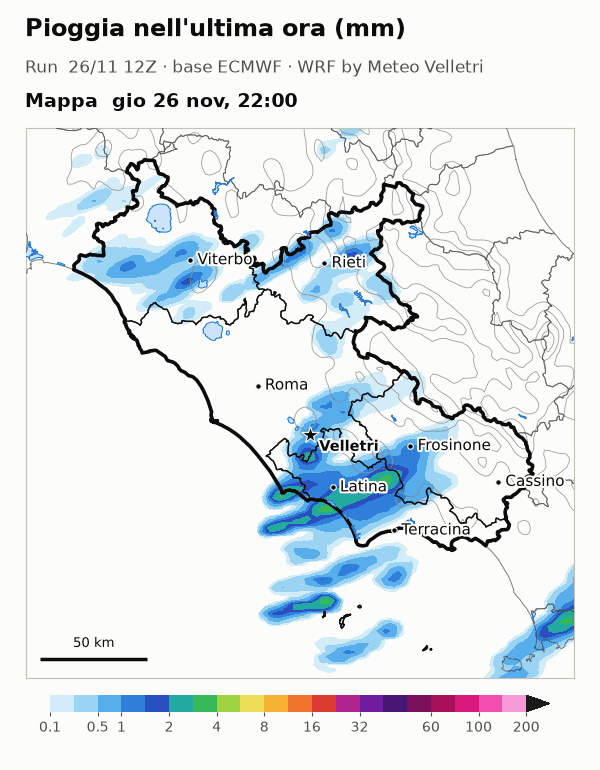 Pioggia nell'ultima ora (mm)
Run  26/11 12Z · base ECMWF · WRF by Meteo Velletri
Mappa  gio 26 nov, 22:00
Viterbo
Rieti
Roma
Velletri
Frosinone
Latina
Cassino
Terracina
50 km
0.1 0.5 1 2 4 8 16 32 60 100 200